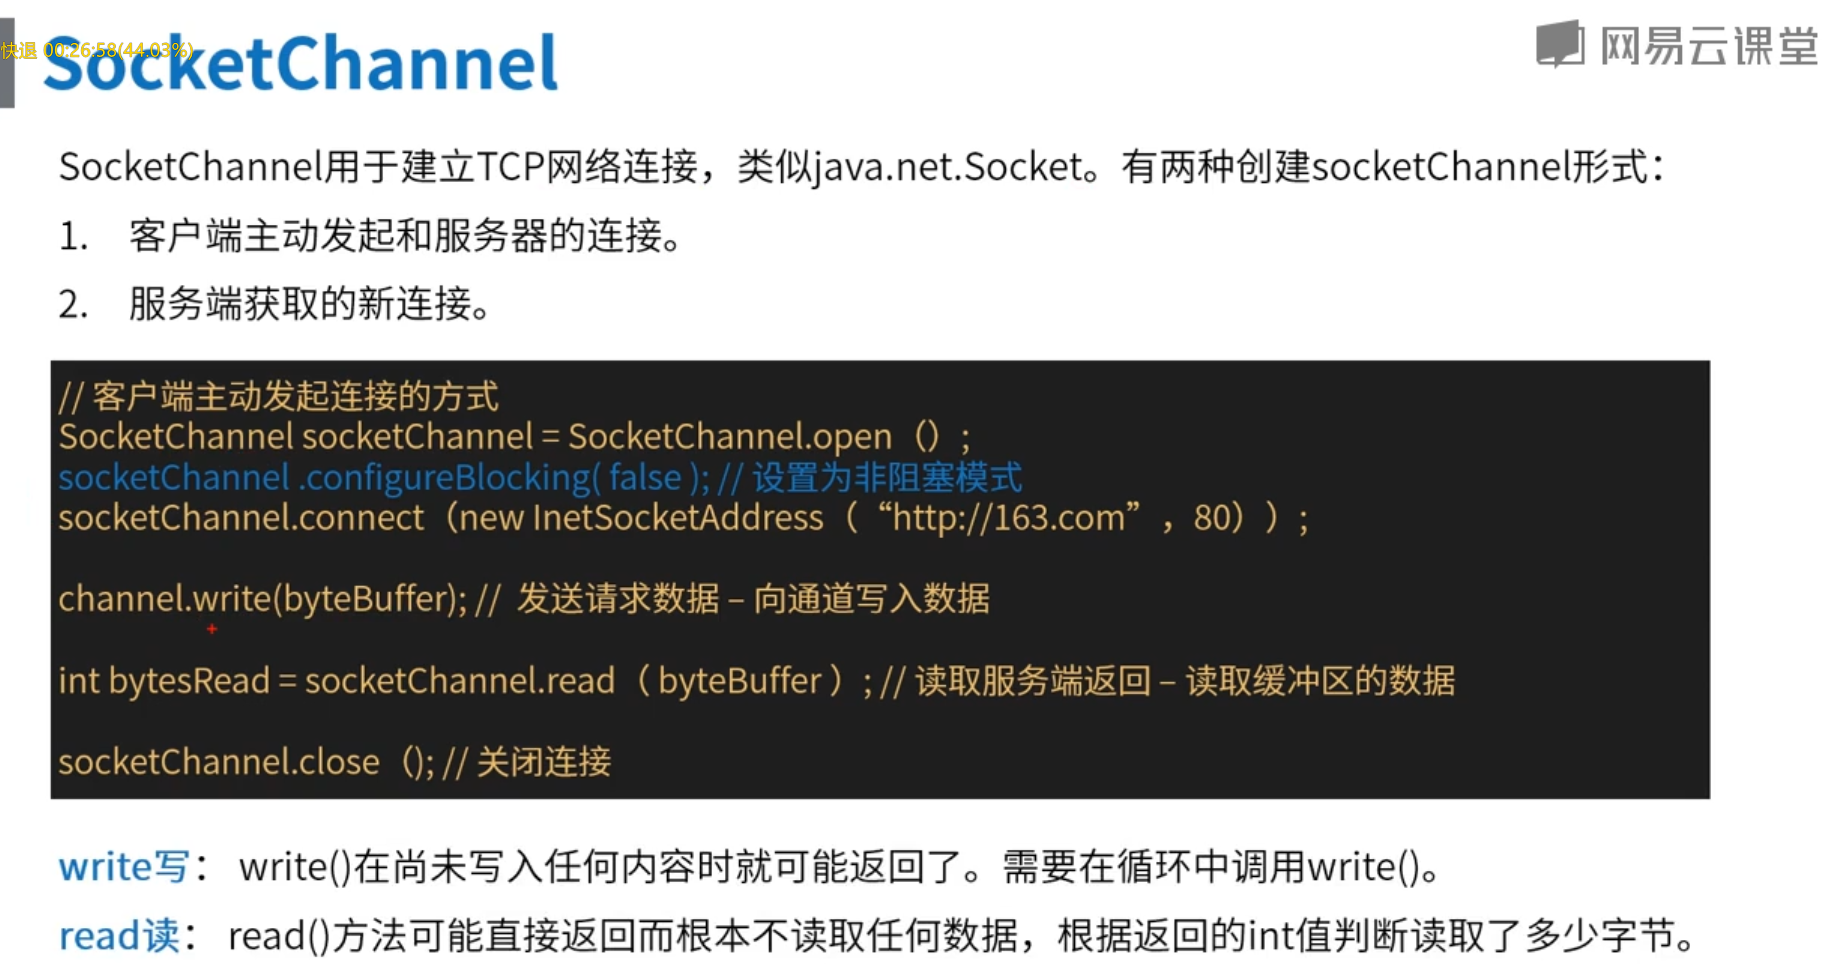 快退 00:26:58(44.03%)
SocketChannel
网易云课堂
SocketChannel用于建立TCP网络连接，类似java.net.Socket。有两种创建socketChannel形式：
1. 客户端主动发起和服务器的连接。
2. 服务端获取的新连接。
// 客户端主动发起连接的方式
SocketChannel socketChannel = SocketChannel.open（）;
socketChannel .configureBlocking( false ); // 设置为非阻塞模式
socketChannel.connect（new InetSocketAddress（ “http://163.com” ，80））;
channel.write(byteBuffer); // 发送请求数据 – 向通道写入数据
int bytesRead = socketChannel.read（ byteBuffer ）; // 读取服务端返回 – 读取缓冲区的数据
socketChannel.close（); // 关闭连接
write写： write()在尚未写入任何内容时就可能返回了。需要在循环中调用write()。
read读： read()方法可能直接返回而根本不读取任何数据，根据返回的int值判断读取了多少字节。